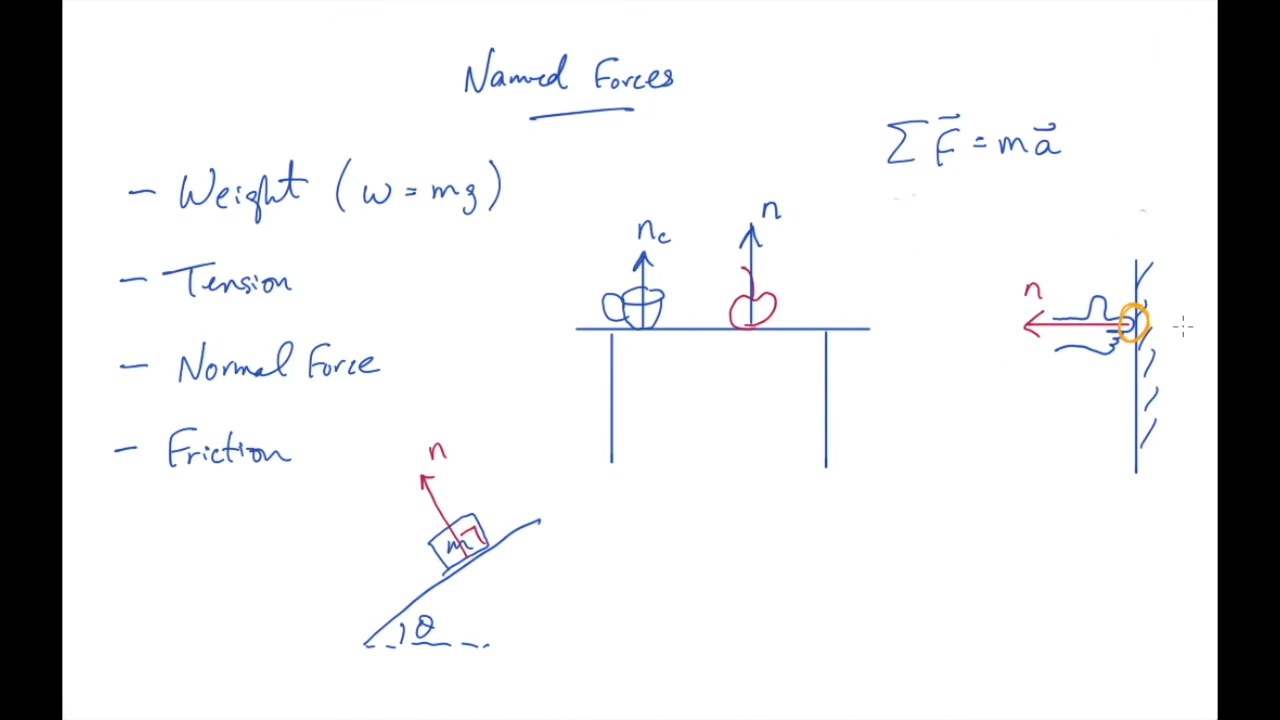 Named Forces
ΣF⃗ = ma⃗
- Weight (w = mg)
- Tension
- Normal Force
- Friction
n_c
n
n
n
m
θ